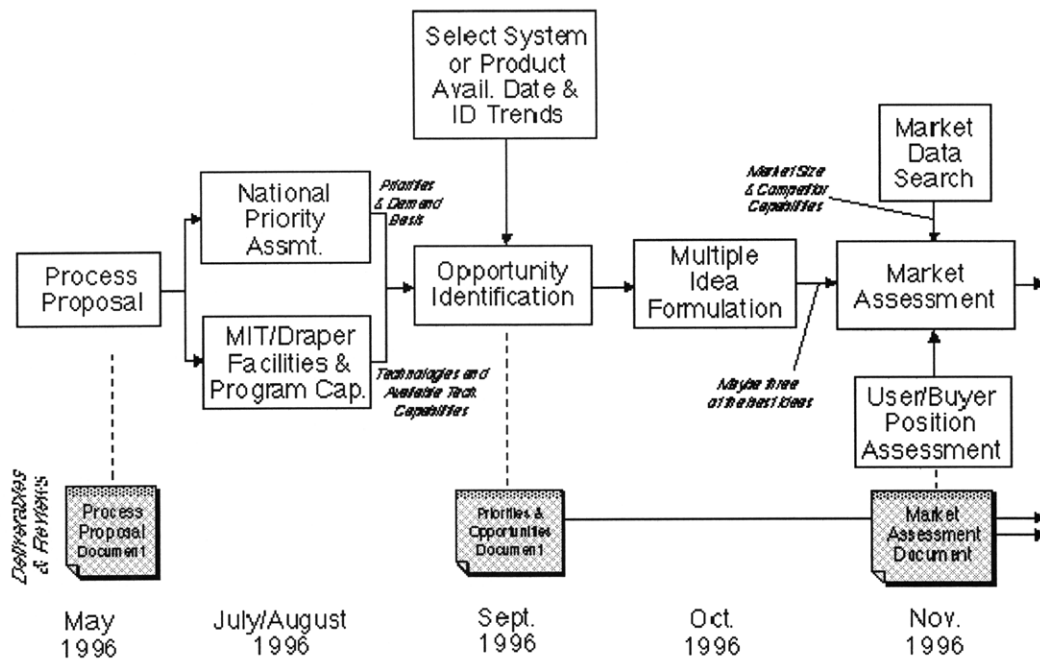 Select System
or Product
Avail. Date &
ID Trends
Market
Data
Search
Market Size
& Competitor
Capabilities
National
Priority
Assmt.
Priorities
& Demand
Basis
Process
Proposal
Opportunity
Identification
Multiple
Idea
Formulation
Market
Assessment
MIT/Draper
Facilities &
Program Cap.
Technologies and
Available Tech.
Capabilities
Maybe three
of the best ideas
User/Buyer
Position
Assessment
Deliverables
& Reviews
Process
Proposal
Document
Priorities &
Opportunities
Document
Market
Assessment
Document
May
1996
July/August
1996
Sept.
1996
Oct.
1996
Nov.
1996